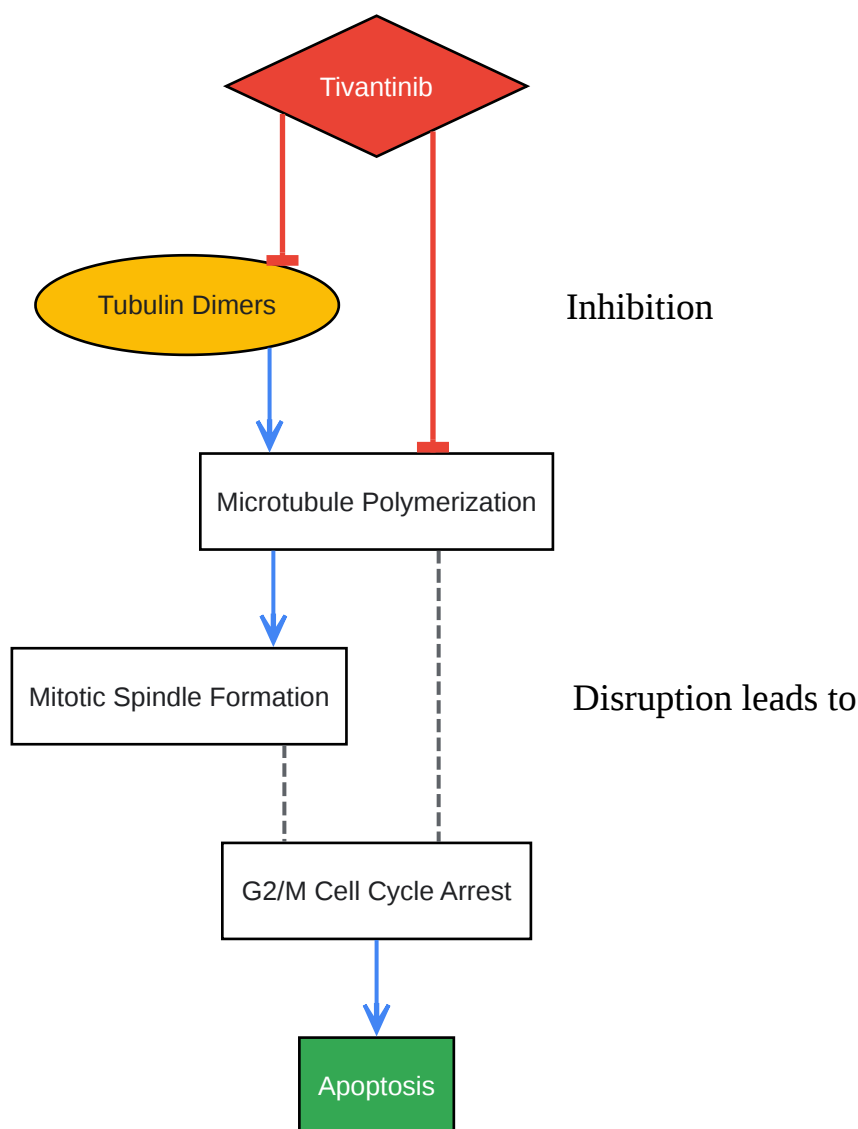 Tivantinib
Tubulin Dimers
Inhibition
Microtubule Polymerization
Mitotic Spindle Formation
Disruption leads to
G2/M Cell Cycle Arrest
Apoptosis